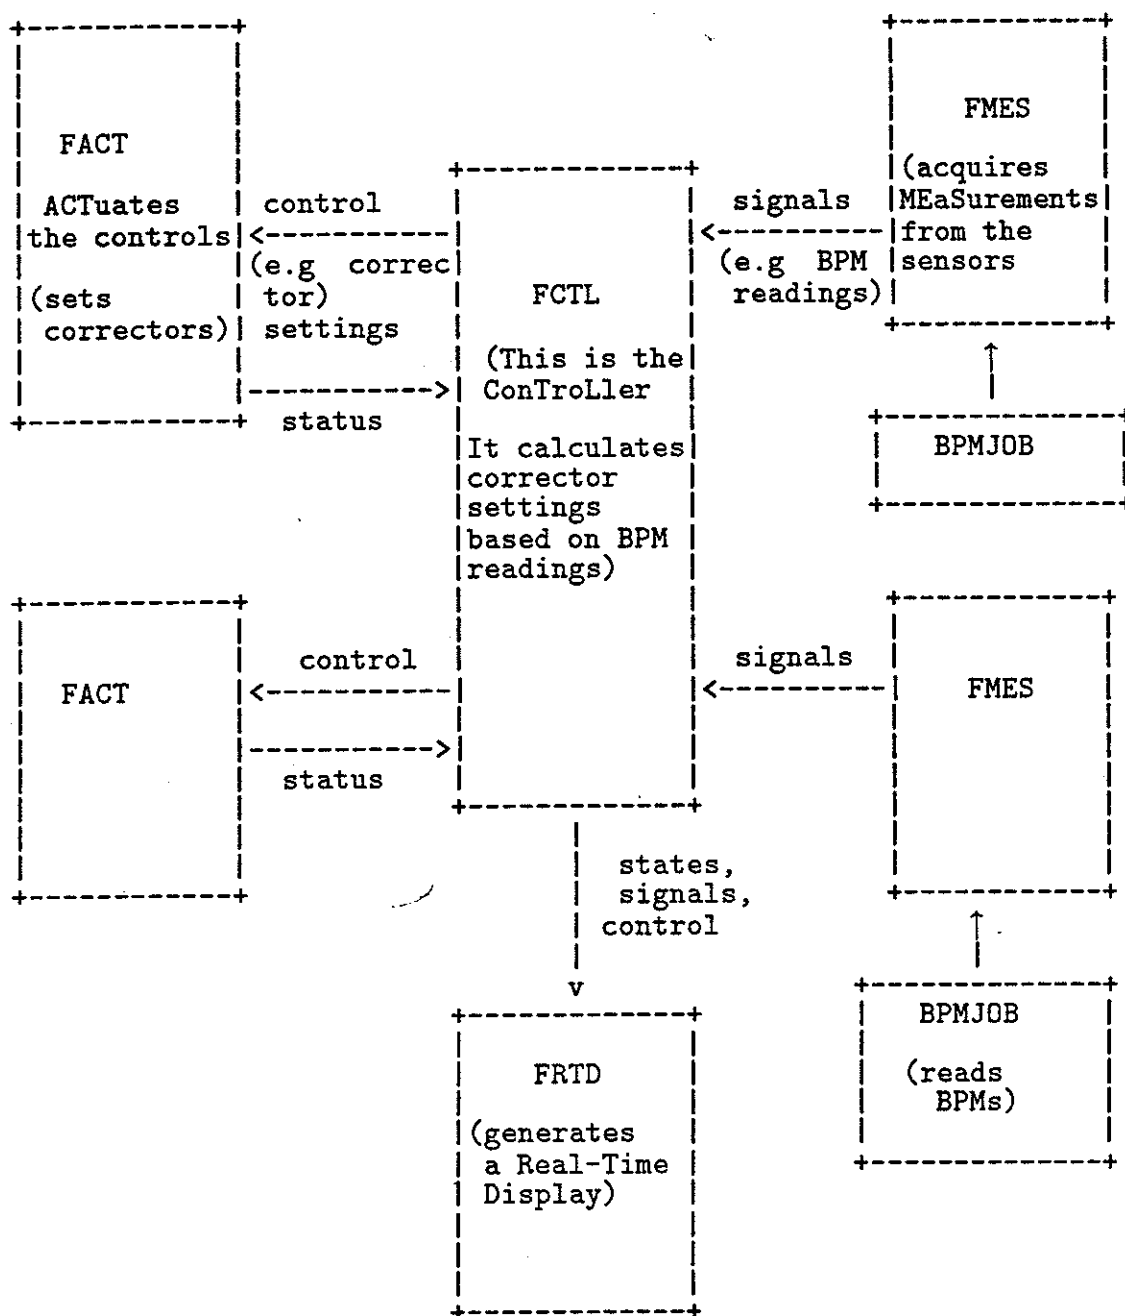 FACT
ACTuates
the controls
(sets
correctors)
control
(e.g correc
tor)
settings
status
FCTL
(This is the
ConTroLler
It calculates
corrector
settings
based on BPM
readings)
signals
(e.g BPM
readings)
FMES
(acquires
MEaSurements
from the
sensors
BPMJOB
FACT
control
status
signals
FMES
states,
signals,
control
BPMJOB
(reads
BPMs)
FRTD
(generates
a Real-Time
Display)